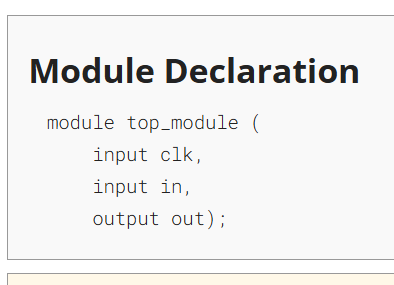 Module Declaration
module top_module (
input clk,
input in,
output out);